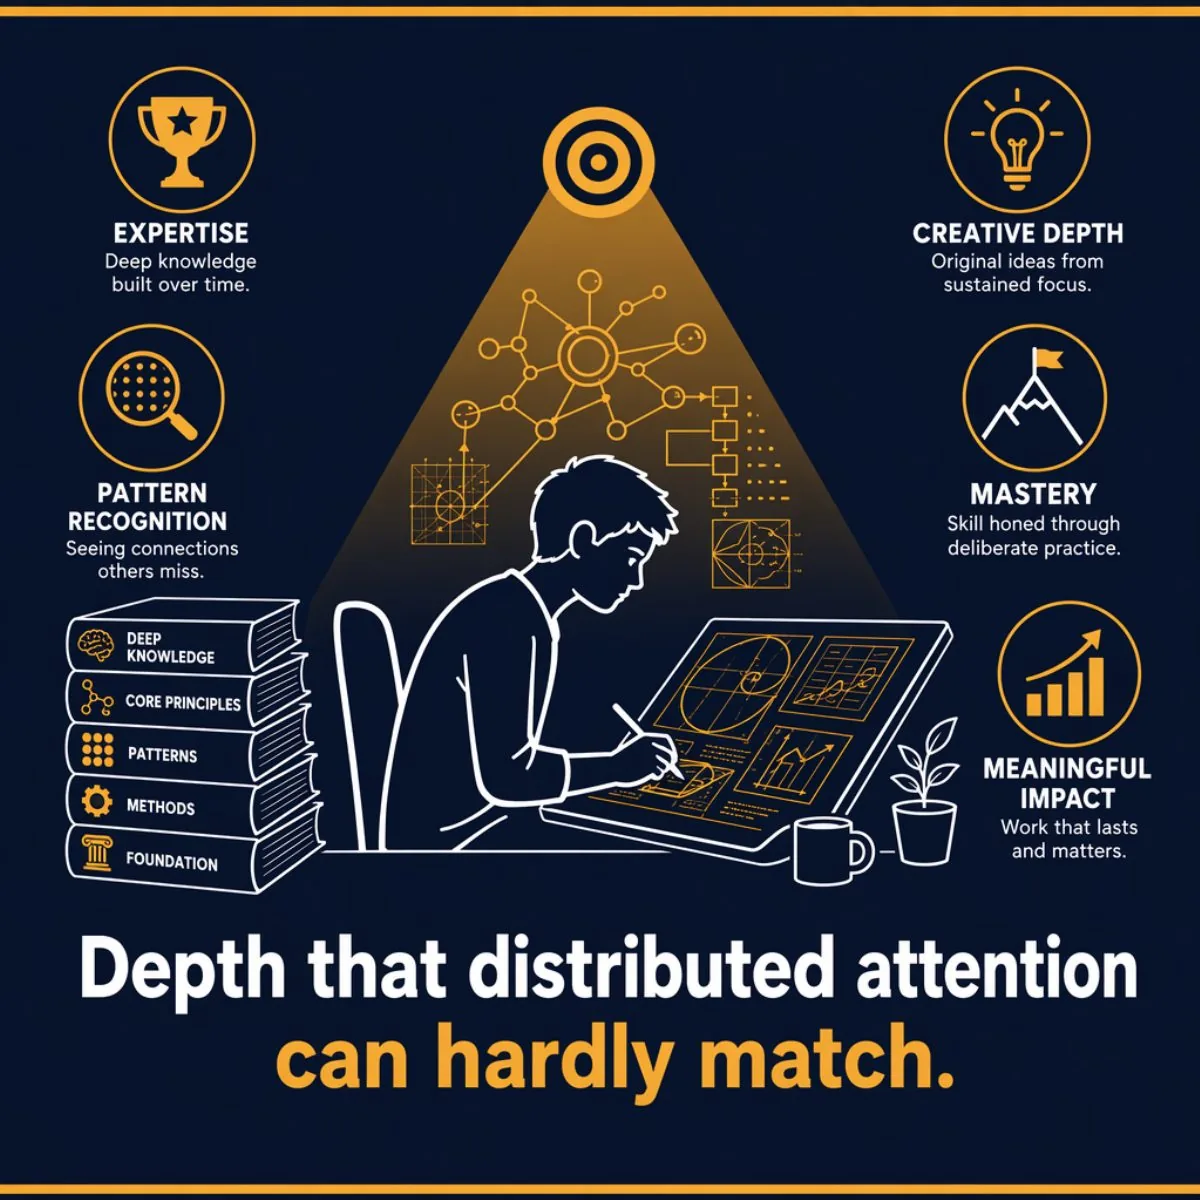 EXPERTISE
Deep knowledge
built over time.
CREATIVE DEPTH
Original ideas from
sustained focus.
PATTERN
RECOGNITION
Seeing connections
others miss.
MASTERY
Skill honed through
deliberate practice.
DEEP
KNOWLEDGE
CORE PRINCIPLES
PATTERNS
METHODS
FOUNDATION
MEANINGFUL
IMPACT
Work that lasts
and matters.
Depth that distributed attention
can hardly match.